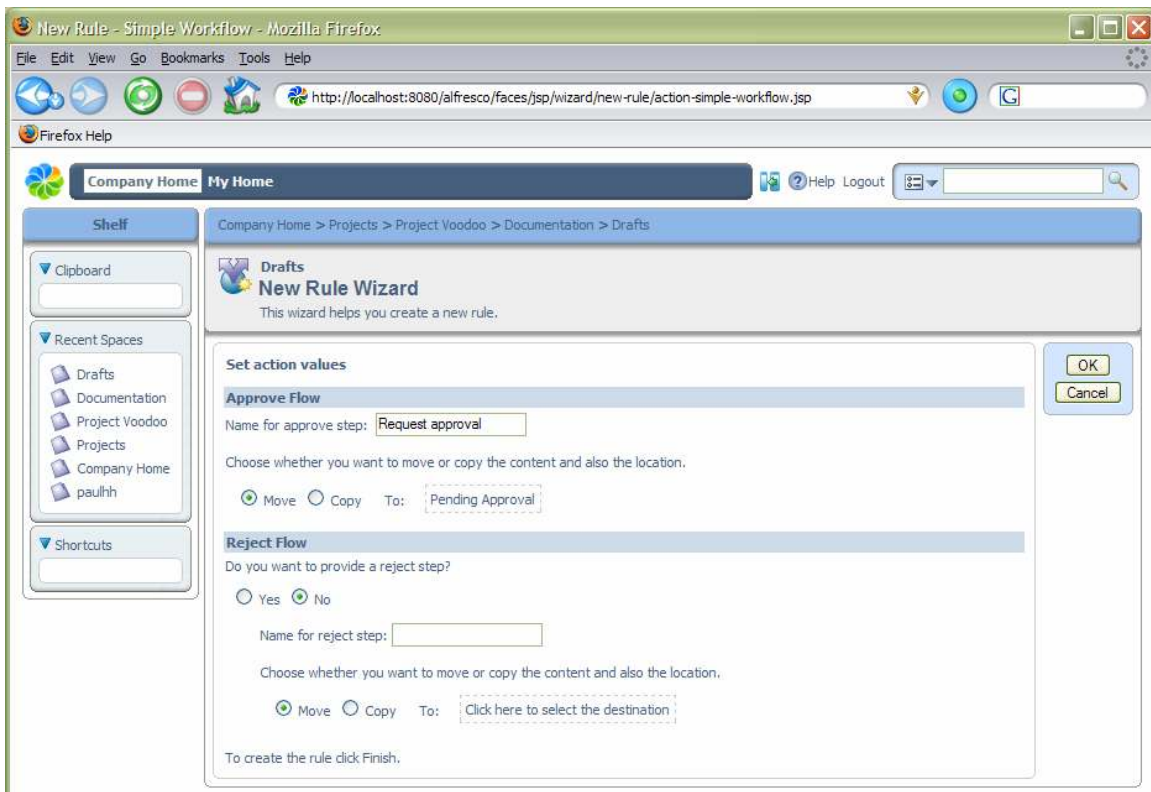 New Rule - Simple Workflow - Mozilla Firefox
File Edit View Go Bookmarks Tools Help
http://localhost:8080/alfresco/faces/jsp/wizard/new-rule/action-simple-workflow.jsp
G
Firefox Help
Company Home My Home
Help Logout
Shelf
Company Home > Projects > Project Voodoo > Documentation > Drafts
Clipboard
Drafts
New Rule Wizard
This wizard helps you create a new rule.
Recent Spaces
Drafts
Documentation
Project Voodoo
Projects
Company Home
paulhh
Shortcuts
Set action values
Approve Flow
Name for approve step: Request approval
Choose whether you want to move or copy the content and also the location.
Move Copy To: Pending Approval
Reject Flow
Do you want to provide a reject step?
Yes No
Name for reject step:
Choose whether you want to move or copy the content and also the location.
Move Copy To: Click here to select the destination
To create the rule click Finish.
OK
Cancel